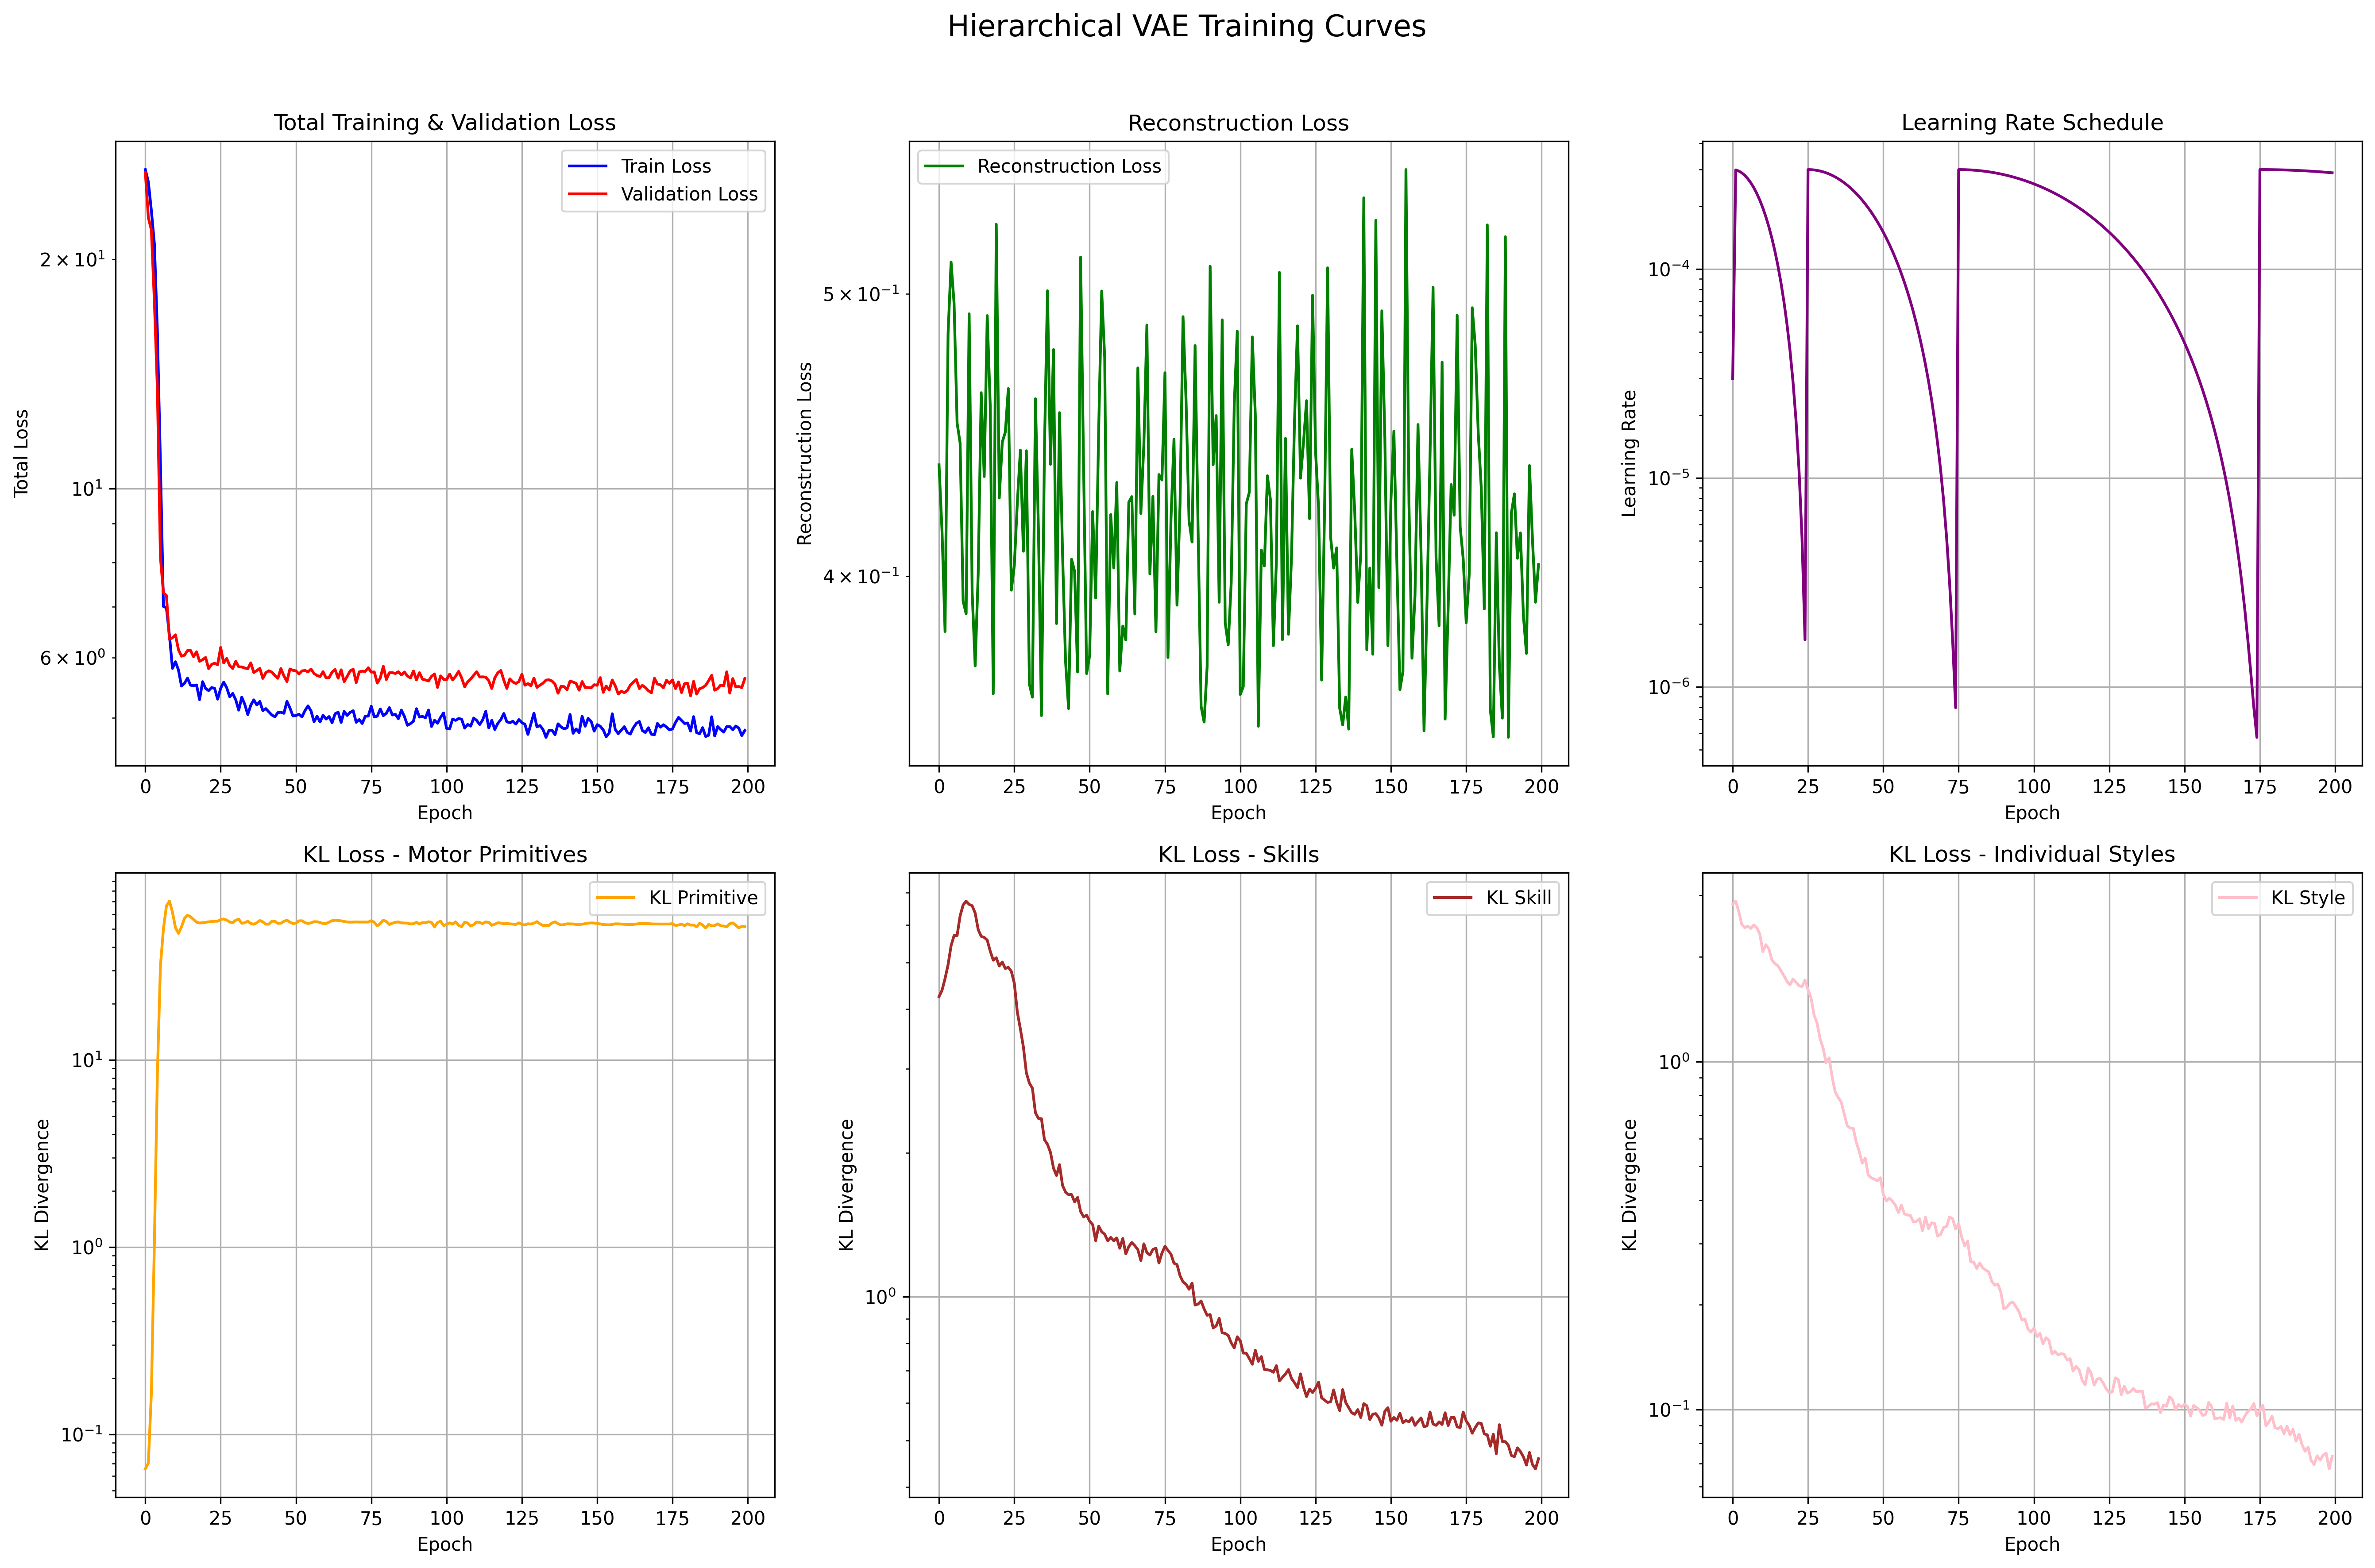 Hierarchical VAE Training Curves
Total Training & Validation Loss
Train Loss
Validation Loss
Total Loss
2 × 10¹
10¹
6 × 10⁰
0 25 50 75 100 125 150 175 200
Epoch
Reconstruction Loss
Reconstruction Loss
Reconstruction Loss
5 × 10⁻¹
4 × 10⁻¹
0 25 50 75 100 125 150 175 200
Epoch
Learning Rate Schedule
Learning Rate
10⁻⁴
10⁻⁵
10⁻⁶
0 25 50 75 100 125 150 175 200
Epoch
KL Loss - Motor Primitives
KL Primitive
KL Divergence
10¹
10⁰
10⁻¹
0 25 50 75 100 125 150 175 200
Epoch
KL Loss - Skills
KL Skill
KL Divergence
10⁰
0 25 50 75 100 125 150 175 200
Epoch
KL Loss - Individual Styles
KL Style
KL Divergence
10⁰
10⁻¹
0 25 50 75 100 125 150 175 200
Epoch